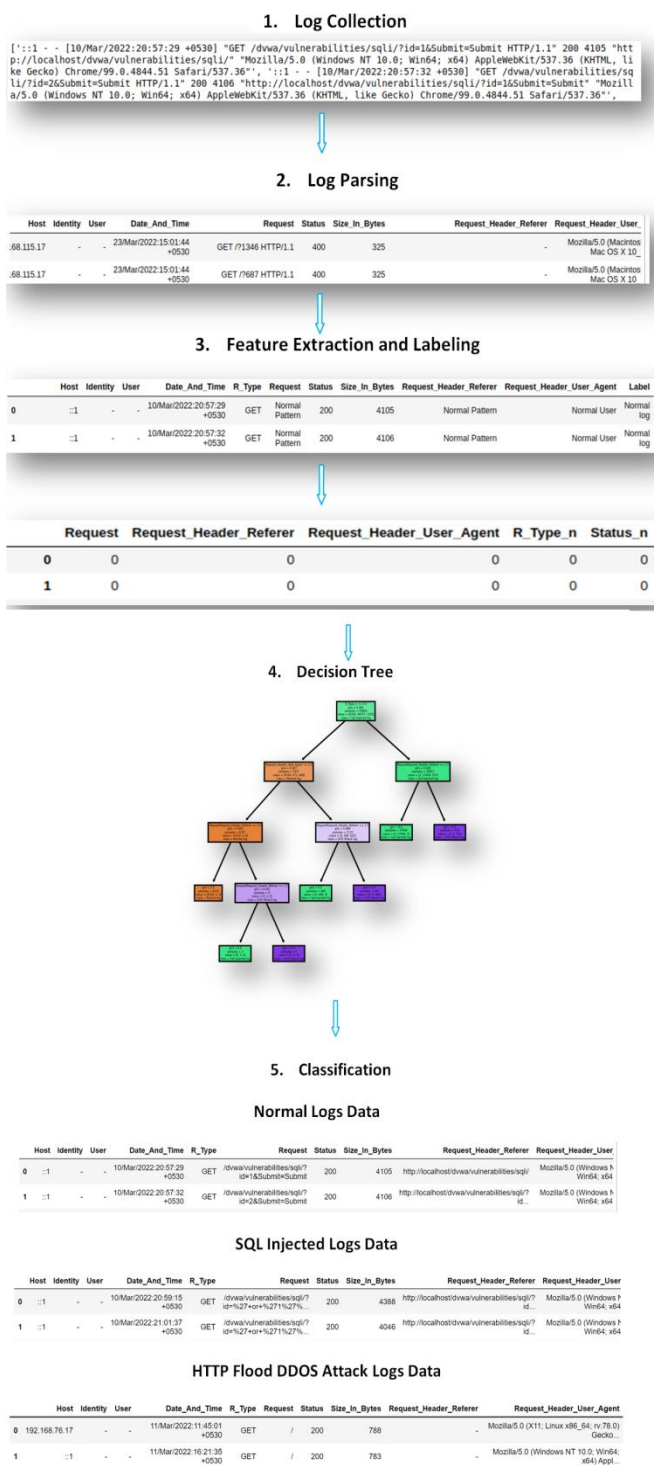 1. Log Collection
['::1 - - [10/Mar/2022:20:57:29 +0530] "GET /dvwa/vulnerabilities/sqli/?id=1&Submit=Submit HTTP/1.1" 200 4105 "htt
p://localhost/dvwa/vulnerabilities/sqli/" "Mozilla/5.0 (Windows NT 10.0; Win64; x64) AppleWebKit/537.36 (KHTML, li
ke Gecko) Chrome/99.0.4844.51 Safari/537.36"', '::1 - - [10/Mar/2022:20:57:32 +0530] "GET /dvwa/vulnerabilities/sq
li/?id=2&Submit=Submit HTTP/1.1" 200 4106 "http://localhost/dvwa/vulnerabilities/sqli/?id=1&Submit=Submit" "Mozill
a/5.0 (Windows NT 10.0; Win64; x64) AppleWebKit/537.36 (KHTML, like Gecko) Chrome/99.0.4844.51 Safari/537.36"',
2. Log Parsing
Host Identity User Date_And_Time Request Status Size_In_Bytes Request_Header_Referer Request_Header_User_
.68.115.17 - - 23/Mar/2022:15:01:44 +0530 GET /?1346 HTTP/1.1 400 325 - Mozilla/5.0 (Macintos Mac OS X 10_
.68.115.17 - - 23/Mar/2022:15:01:44 +0530 GET /?687 HTTP/1.1 400 325 - Mozilla/5.0 (Macintos Mac OS X 10
3. Feature Extraction and Labeling
Host Identity User Date_And_Time R_Type Request Status Size_In_Bytes Request_Header_Referer Request_Header_User_Agent Label
0 ::1 - - 10/Mar/2022:20:57:29 +0530 GET Normal Pattern 200 4105 Normal Pattern Normal User Normal log
1 ::1 - - 10/Mar/2022:20:57:32 +0530 GET Normal Pattern 200 4106 Normal Pattern Normal User Normal log
Request Request_Header_Referer Request_Header_User_Agent R_Type_n Status_n
0 0 0 0 0 0
1 0 0 0 0 0
4. Decision Tree
5. Classification
Normal Logs Data
Host Identity User Date_And_Time R_Type Request Status Size_In_Bytes Request_Header_Referer Request_Header_User
0 ::1 - - 10/Mar/2022:20:57:29 +0530 GET /dvwa/vulnerabilities/sqli/? id=1&Submit=Submit 200 4105 http://localhost/dvwa/vulnerabilities/sqli/ Mozilla/5.0 (Windows N Win64; x64
1 ::1 - - 10/Mar/2022:20:57:32 +0530 GET /dvwa/vulnerabilities/sqli/? id=2&Submit=Submit 200 4106 http://localhost/dvwa/vulnerabilities/sqli/? id... Mozilla/5.0 (Windows N Win64; x64
SQL Injected Logs Data
Host Identity User Date_And_Time R_Type Request Status Size_In_Bytes Request_Header_Referer Request_Header_User
0 ::1 - - 10/Mar/2022:20:59:15 +0530 GET /dvwa/vulnerabilities/sqli/? id=%27+or+%271%27%... 200 4388 http://localhost/dvwa/vulnerabilities/sqli/? id... Mozilla/5.0 (Windows N Win64; x64
1 ::1 - - 10/Mar/2022:21:01:37 +0530 GET /dvwa/vulnerabilities/sqli/? id=%27+or+%271%27%... 200 4046 http://localhost/dvwa/vulnerabilities/sqli/? id... Mozilla/5.0 (Windows N Win64; x64
HTTP Flood DDOS Attack Logs Data
Host Identity User Date_And_Time R_Type Request Status Size_In_Bytes Request_Header_Referer Request_Header_User_Agent
0 192.168.76.17 - - 11/Mar/2022:11:45:01 +0530 GET / 200 788 - Mozilla/5.0 (X11; Linux x86_64; rv:78.0) Gecko...
1 ::1 - - 11/Mar/2022:16:21:35 +0530 GET / 200 783 - Mozilla/5.0 (Windows NT 10.0; Win64; x64) Appl...